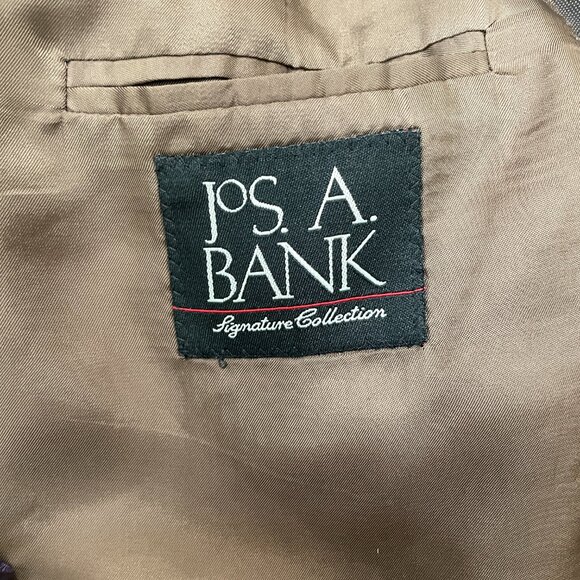 JoS. A.
BANK
Signature Collection